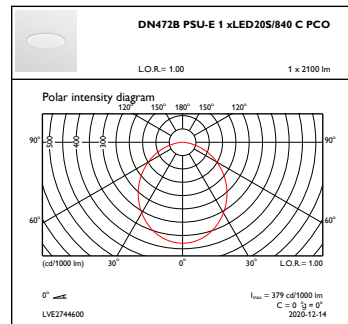 DN472B PSU-E 1 xLED20S/840 C PCO
L.O.R.= 1.00 1 x 2100 lm
Polar intensity diagram
120° 150° 180° 150° 120°
90° 500 400 300 90°
60° 60°
(cd/1000 lm) 30° 0° 30° L.O.R.= 1.00
0° Imax = 379 cd/1000 lm
C = 0 °g = 0°
LVE2744600 2020-12-14